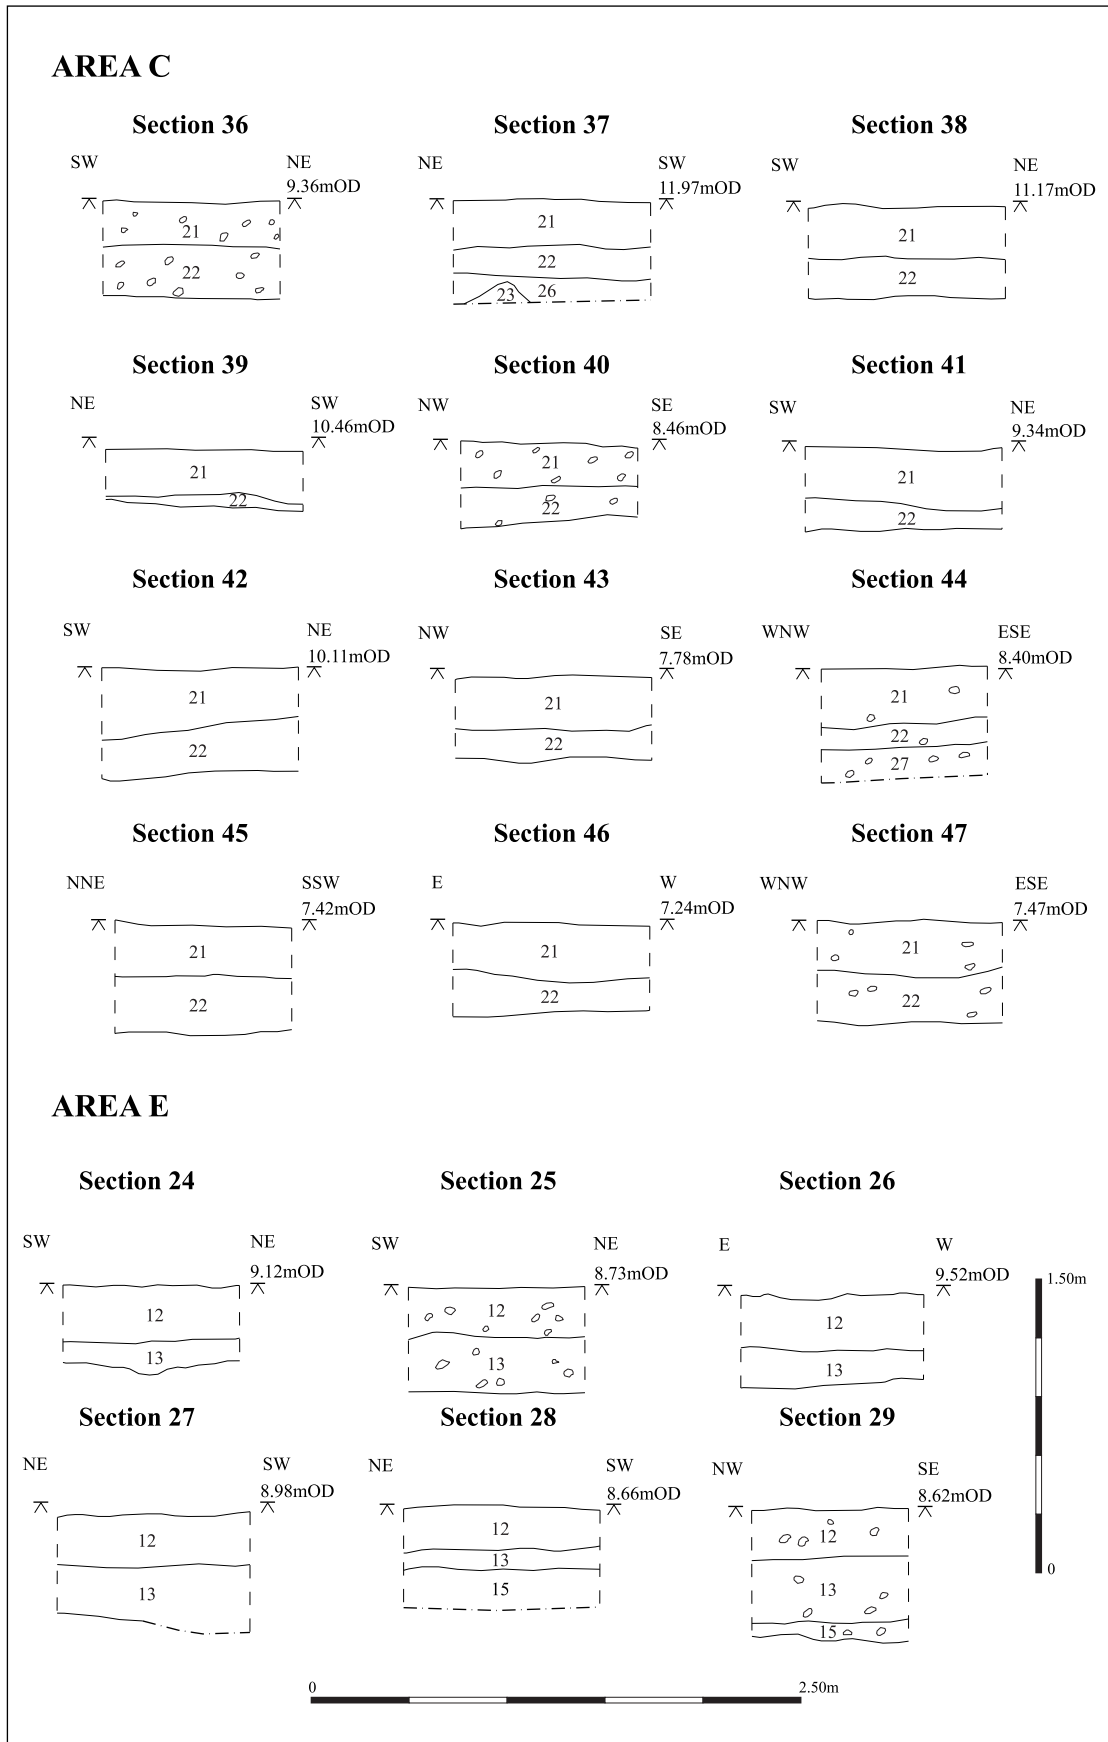 AREA C
Section 36
SW
NE
9.36mOD
21
22
Section 37
NE
SW
11.97mOD
21
22
23
26
Section 38
SW
NE
11.17mOD
21
22
Section 39
NE
SW
10.46mOD
21
22
Section 40
NW
SE
8.46mOD
21
22
Section 41
SW
NE
9.34mOD
21
22
Section 42
SW
NE
10.11mOD
21
22
Section 43
NW
SE
7.78mOD
21
22
Section 44
WNW
ESE
8.40mOD
21
22
27
Section 45
NNE
SSW
7.42mOD
21
22
Section 46
E
W
7.24mOD
21
22
Section 47
WNW
ESE
7.47mOD
21
22
AREA E
Section 24
SW
NE
9.12mOD
12
13
Section 25
SW
NE
8.73mOD
12
13
Section 26
E
W
9.52mOD
12
13
Section 27
NE
SW
8.98mOD
12
13
Section 28
NE
SW
8.66mOD
12
13
15
Section 29
NW
SE
8.62mOD
12
13
15
1.50m
0
0
2.50m